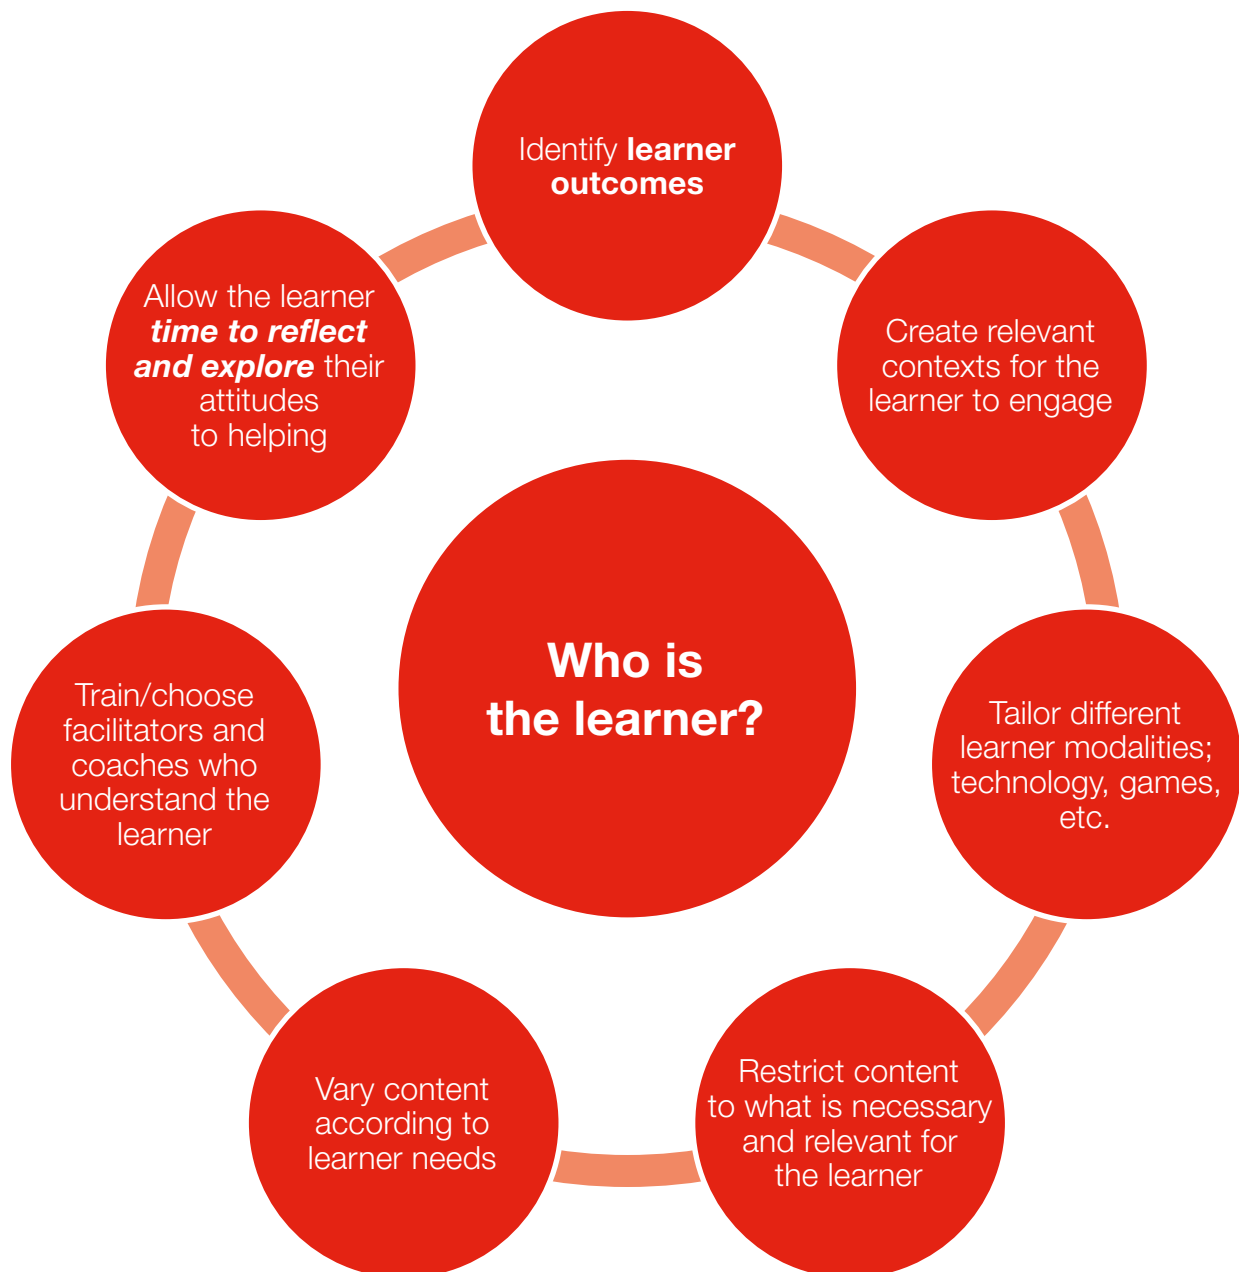 Identify learner
outcomes
Create relevant
contexts for the
learner to engage
Tailor different
learner modalities;
technology, games,
etc.
Restrict content
to what is necessary
and relevant for
the learner
Vary content
according to
learner needs
Train/choose
facilitators and
coaches who
understand the
learner
Allow the learner
time to reflect
and explore their
attitudes
to helping
Who is
the learner?